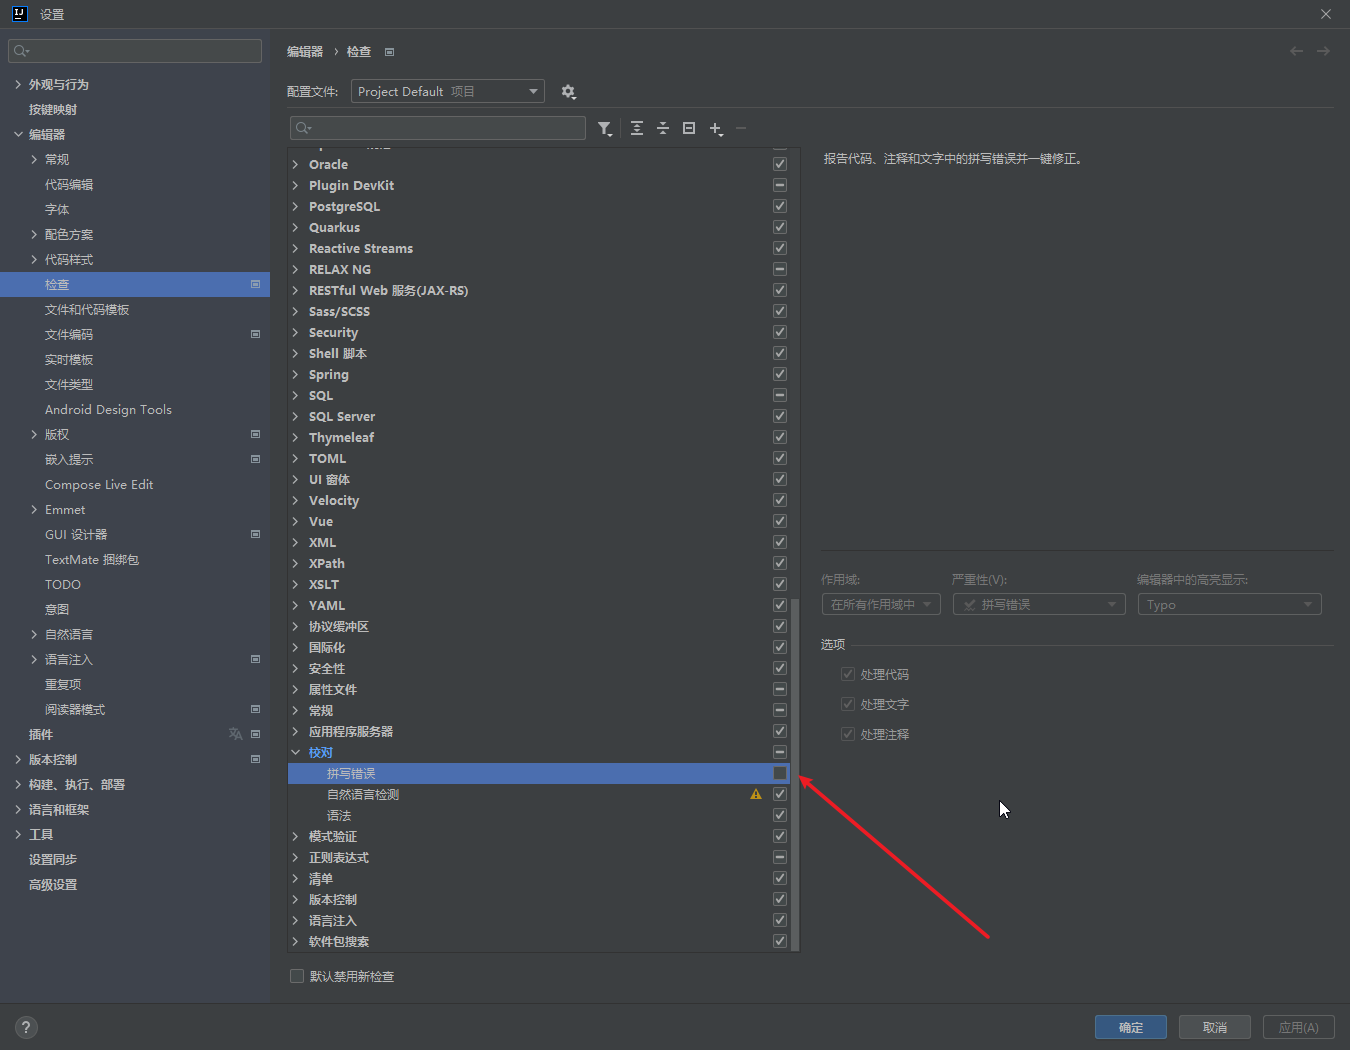 设置
外观与行为
按键映射
编辑器
常规
代码编辑
字体
配色方案
代码样式
检查
文件和代码模板
文件编码
实时模板
文件类型
Android Design Tools
版权
嵌入提示
Compose Live Edit
Emmet
GUI 设计器
TextMate 捆绑包
TODO
意图
自然语言
语言注入
重复项
阅读器模式
插件
版本控制
构建、执行、部署
语言和框架
工具
设置同步
高级设置
编辑器 › 检查
配置文件: Project Default 项目
Oracle
Plugin DevKit
PostgreSQL
Quarkus
Reactive Streams
RELAX NG
RESTful Web 服务(JAX-RS)
Sass/SCSS
Security
Shell 脚本
Spring
SQL
SQL Server
Thymeleaf
TOML
UI 窗体
Velocity
Vue
XML
XPath
XSLT
YAML
协议缓冲区
国际化
安全性
属性文件
常规
应用程序服务器
校对
拼写错误
自然语言检测
语法
模式验证
正则表达式
清单
版本控制
语言注入
软件包搜索
默认禁用新检查
报告代码、注释和文字中的拼写错误并一键修正。
作用域: 严重性(V): 编辑器中的高亮显示:
在所有作用域中 拼写错误 Typo
选项
处理代码
处理文字
处理注释
? 确定 取消 应用(A)